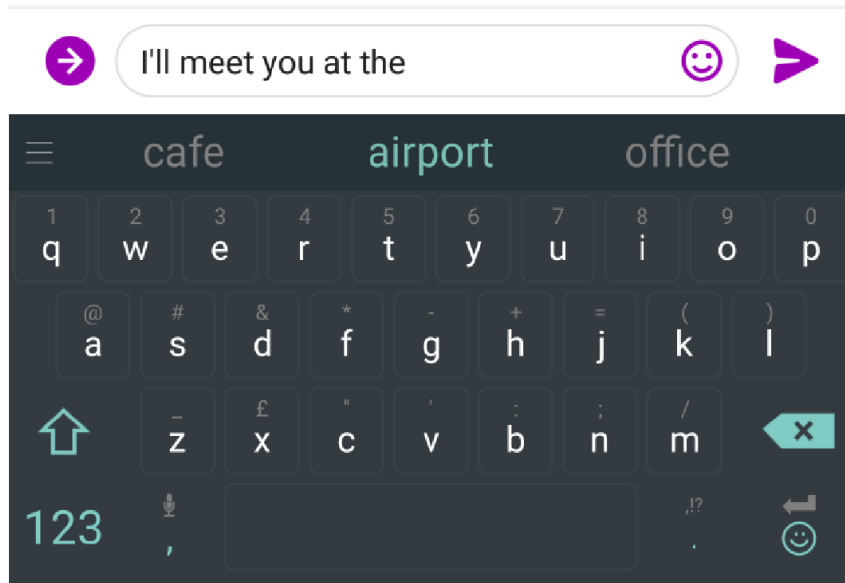 I'll meet you at the
cafe airport office
1 2 3 4 5 6 7 8 9 0
q w e r t y u i o p
@ # & * - + = ( )
a s d f g h j k l
_ £ " ' : ; /
z x c v b n m
,!?
123 , .